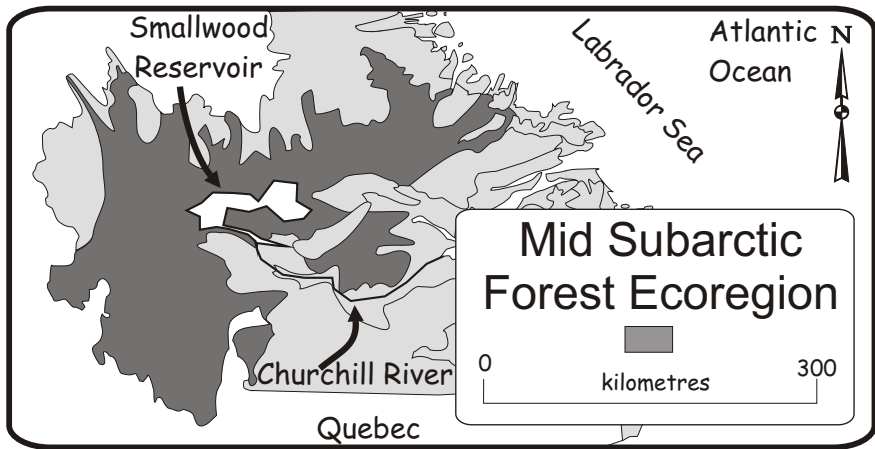 Smallwood
Reservoir
Labrador Sea
Atlantic
Ocean
N
Mid Subarctic
Forest Ecoregion
0
300
kilometres
Churchill River
Quebec